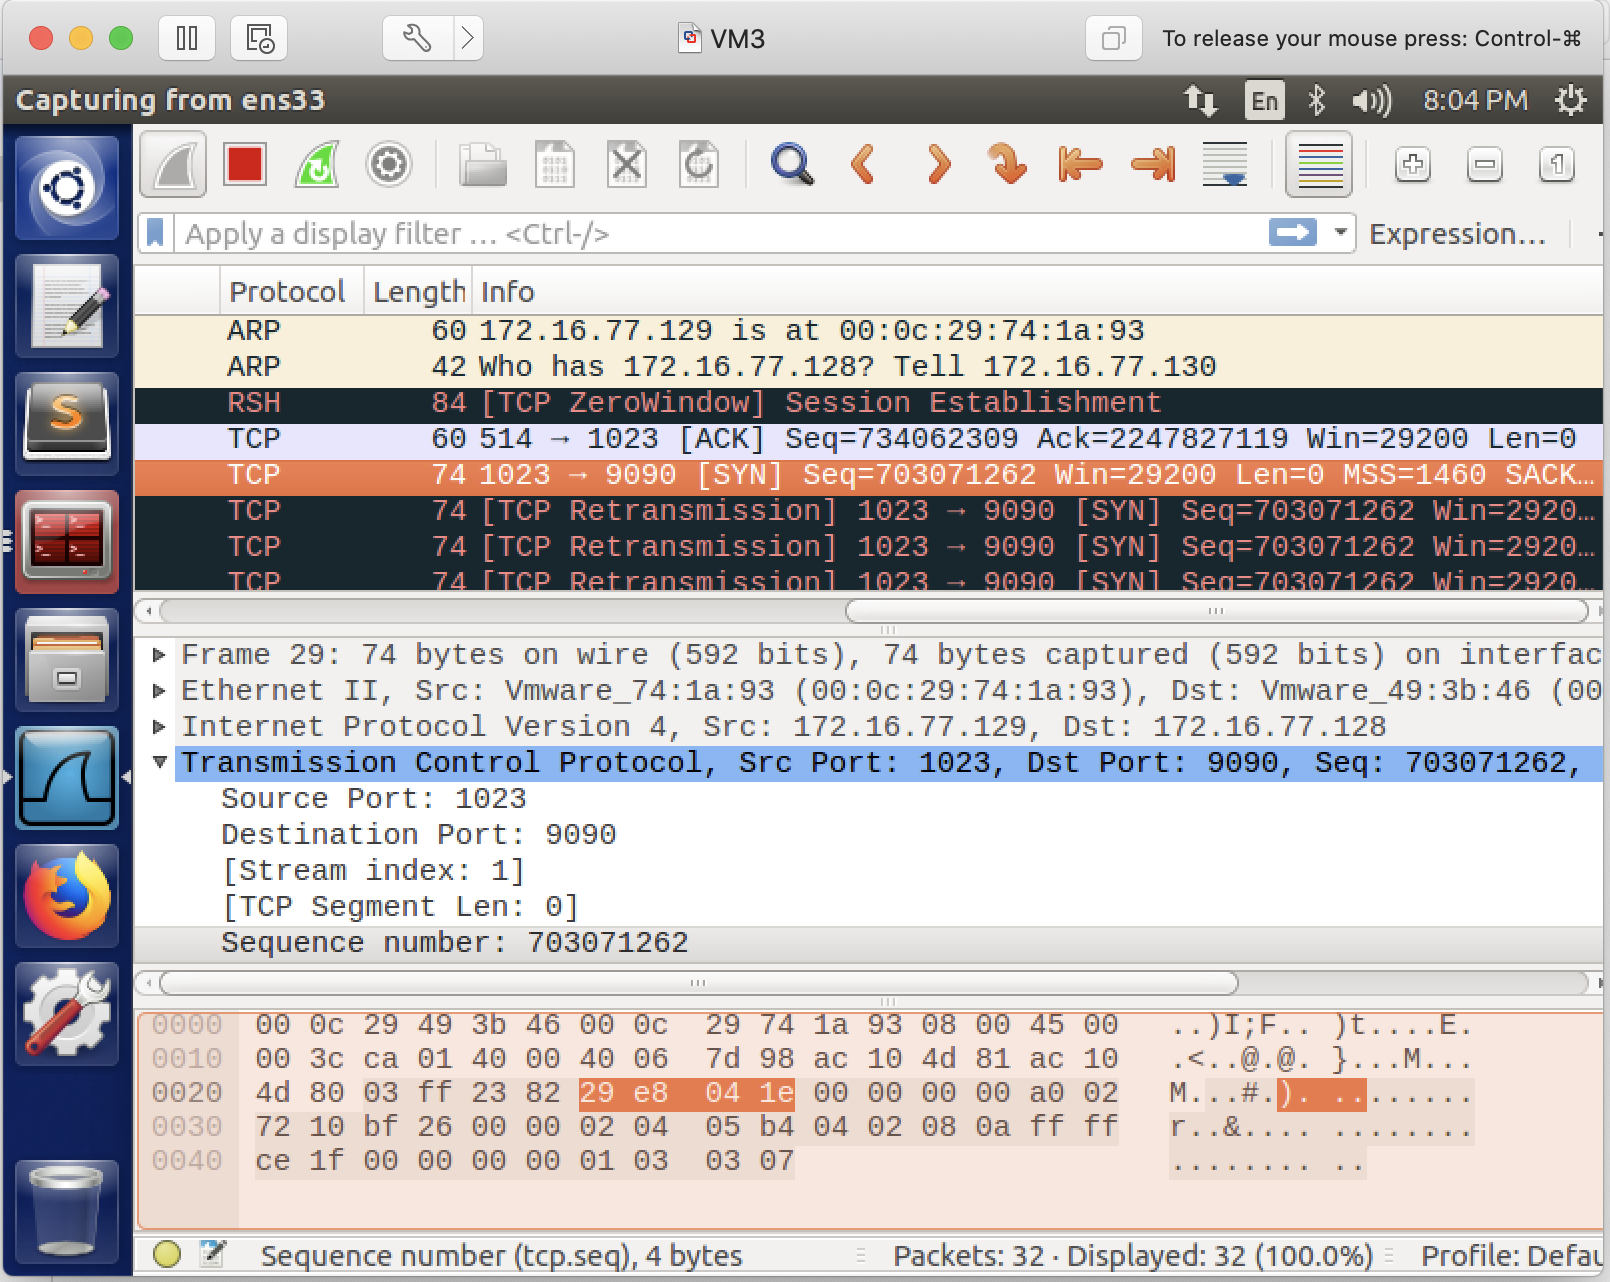 VM3
To release your mouse press: Control-⌘
Capturing from ens33
En
8:04 PM
Apply a display filter … <Ctrl-/>
Expression…
Protocol Length Info
ARP 60 172.16.77.129 is at 00:0c:29:74:1a:93
ARP 42 Who has 172.16.77.128? Tell 172.16.77.130
RSH 84 [TCP ZeroWindow] Session Establishment
TCP 60 514 → 1023 [ACK] Seq=734062309 Ack=2247827119 Win=29200 Len=0
TCP 74 1023 → 9090 [SYN] Seq=703071262 Win=29200 Len=0 MSS=1460 SACK…
TCP 74 [TCP Retransmission] 1023 → 9090 [SYN] Seq=703071262 Win=2920…
TCP 74 [TCP Retransmission] 1023 → 9090 [SYN] Seq=703071262 Win=2920…
TCP 74 [TCP Retransmission] 1023 → 9090 [SYN] Seq=703071262 Win=2920…
Frame 29: 74 bytes on wire (592 bits), 74 bytes captured (592 bits) on interfac
Ethernet II, Src: Vmware_74:1a:93 (00:0c:29:74:1a:93), Dst: Vmware_49:3b:46 (00
Internet Protocol Version 4, Src: 172.16.77.129, Dst: 172.16.77.128
Transmission Control Protocol, Src Port: 1023, Dst Port: 9090, Seq: 703071262,
Source Port: 1023
Destination Port: 9090
[Stream index: 1]
[TCP Segment Len: 0]
Sequence number: 703071262
0000 00 0c 29 49 3b 46 00 0c 29 74 1a 93 08 00 45 00 ..)I;F.. )t....E.
0010 00 3c ca 01 40 00 40 06 7d 98 ac 10 4d 81 ac 10 .<..@.@. }...M...
0020 4d 80 03 ff 23 82 29 e8 04 1e 00 00 00 00 a0 02 M...#.). ........
0030 72 10 bf 26 00 00 02 04 05 b4 04 02 08 0a ff ff r..&.... ........
0040 ce 1f 00 00 00 00 01 03 03 07 ........ ..
Sequence number (tcp.seq), 4 bytes
Packets: 32 · Displayed: 32 (100.0%)
Profile: Defau